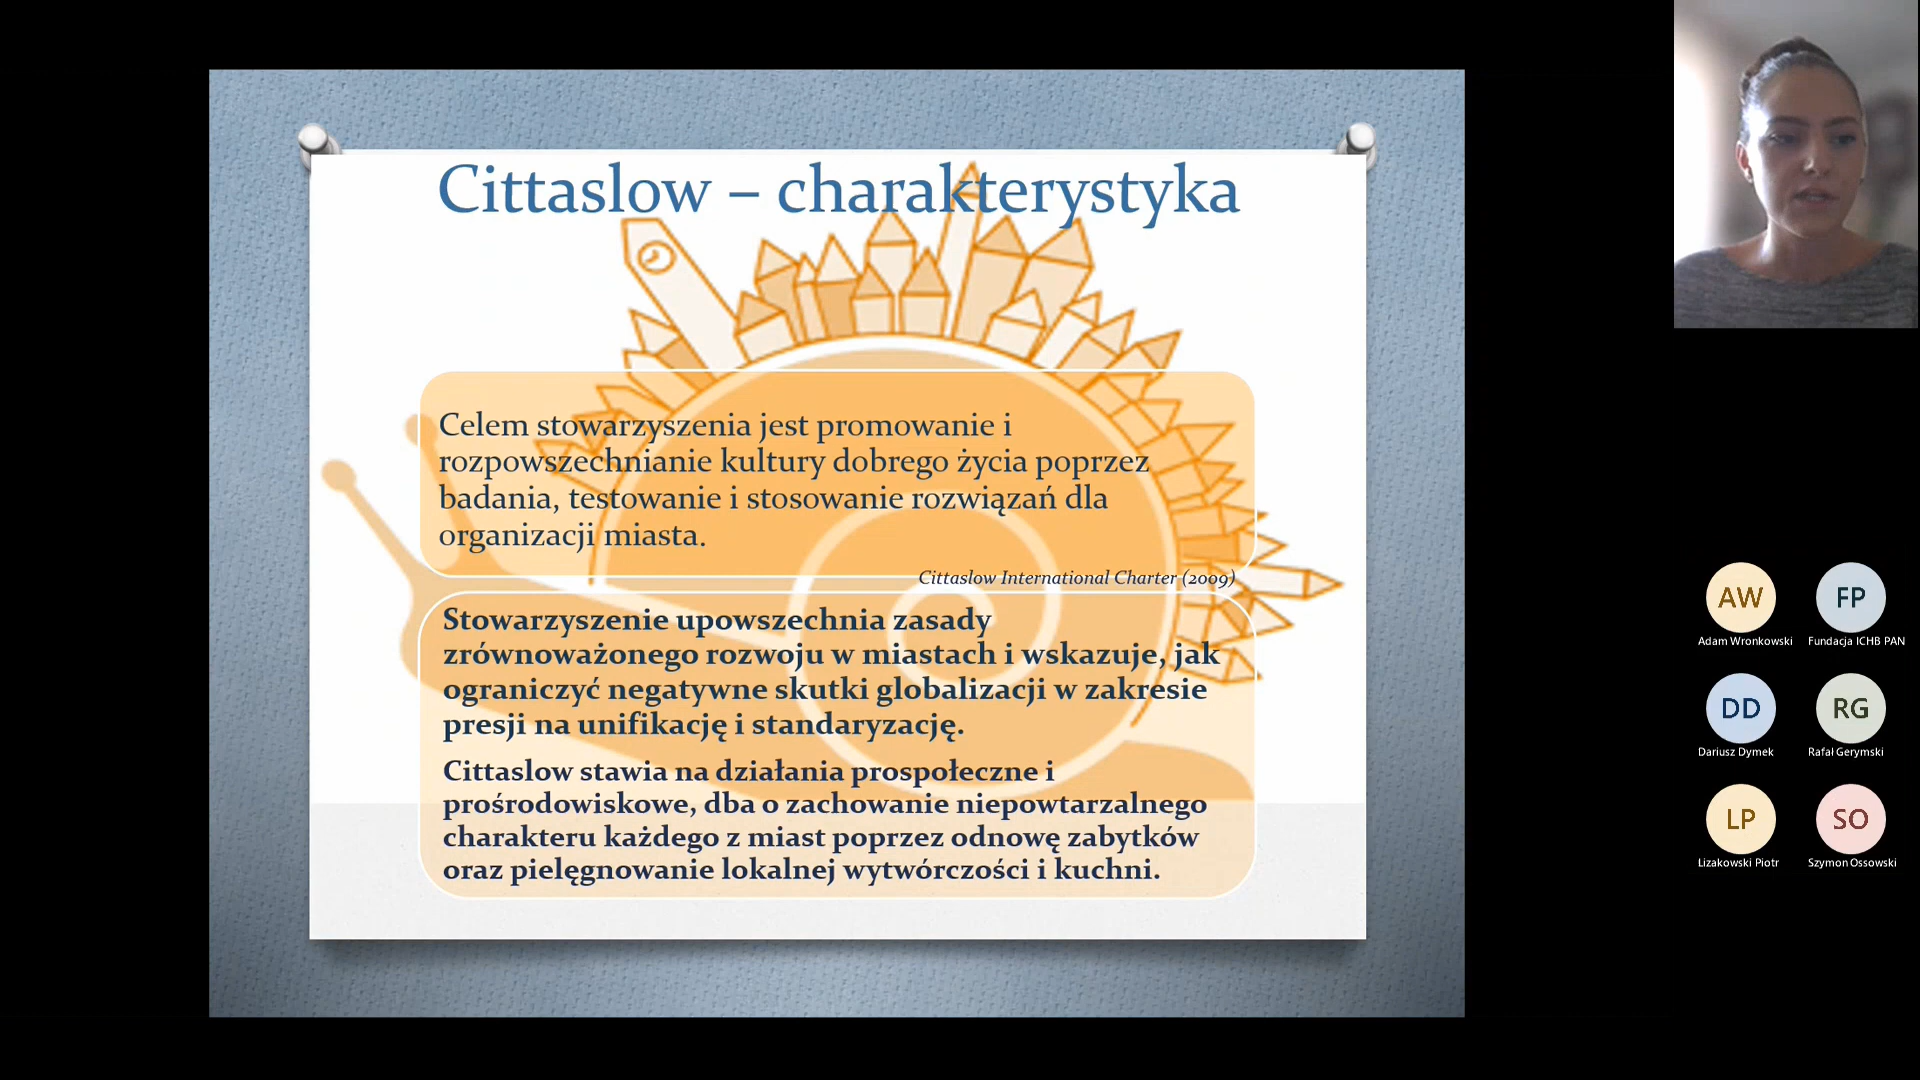 Cittaslow – charakterystyka
Celem stowarzyszenia jest promowanie i
rozpowszechnianie kultury dobrego życia poprzez
badania, testowanie i stosowanie rozwiązań dla
organizacji miasta.
Cittaslow International Charter (2009)
Stowarzyszenie upowszechnia zasady
zrównoważonego rozwoju w miastach i wskazuje, jak
ograniczyć negatywne skutki globalizacji w zakresie
presji na unifikację i standaryzację.
Cittaslow stawia na działania prospołeczne i
prośrodowiskowe, dba o zachowanie niepowtarzalnego
charakteru każdego z miast poprzez odnowę zabytków
oraz pielęgnowanie lokalnej wytwórczości i kuchni.
AW
FP
Adam Wronkowski
Fundacja ICHB PAN
DD
RG
Dariusz Dymek
Rafał Gerymski
LP
SO
Lizakowski Piotr
Szymon Ossowski